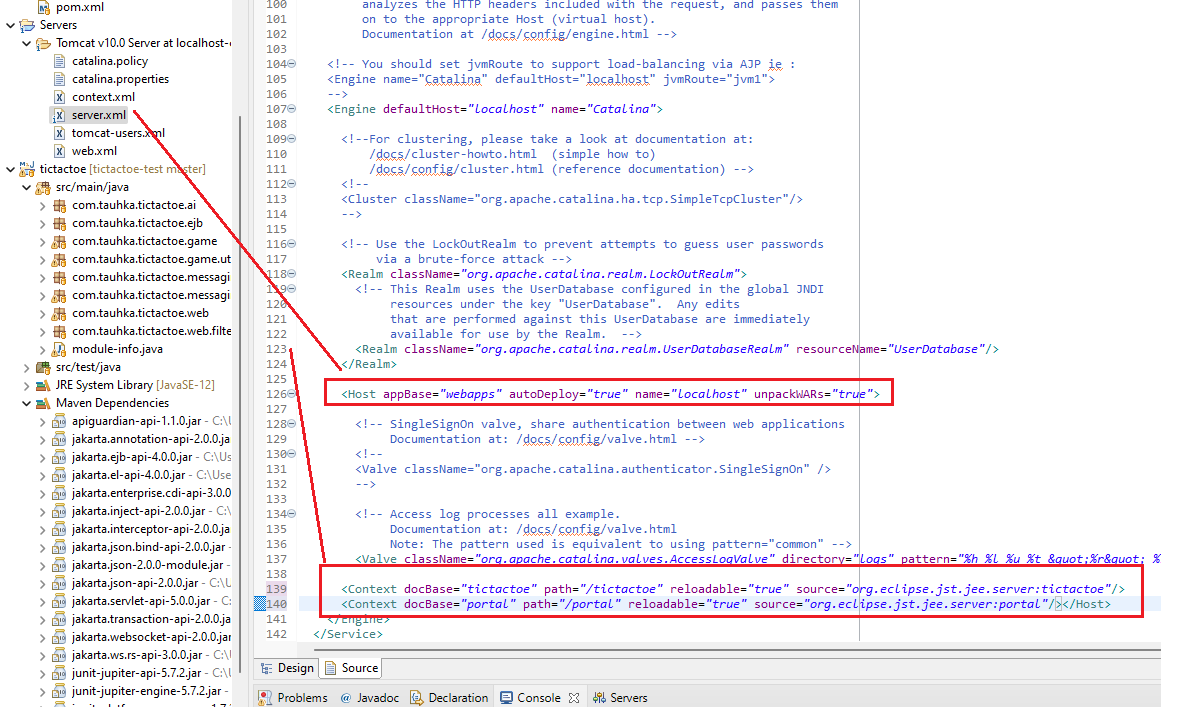 pom.xml
Servers
Tomcat v10.0 Server at localhost-
catalina.policy
catalina.properties
context.xml
server.xml
tomcat-users.xml
web.xml
tictactoe [tictactoe-test master]
src/main/java
com.tauhka.tictactoe.ai
com.tauhka.tictactoe.ejb
com.tauhka.tictactoe.game
com.tauhka.tictactoe.game.ut
com.tauhka.tictactoe.messagi
com.tauhka.tictactoe.messagi
com.tauhka.tictactoe.web
com.tauhka.tictactoe.web.filte
module-info.java
src/test/java
JRE System Library [JavaSE-12]
Maven Dependencies
apiguardian-api-1.1.0.jar - C:\U
jakarta.annotation-api-2.0.0.ja
jakarta.ejb-api-4.0.0.jar - C:\Us
jakarta.el-api-4.0.0.jar - C:\Use
jakarta.enterprise.cdi-api-3.0.0
jakarta.inject-api-2.0.0.jar - C:\
jakarta.interceptor-api-2.0.0.ja
jakarta.json.bind-api-2.0.0.jar -
jakarta.json-2.0.0-module.jar -
jakarta.json-api-2.0.0.jar - C:\U
jakarta.servlet-api-5.0.0.jar - C:
jakarta.transaction-api-2.0.0.ja
jakarta.websocket-api-2.0.0.jar
jakarta.ws.rs-api-3.0.0.jar - C:\
junit-jupiter-api-5.7.2.jar - C:\U
junit-jupiter-engine-5.7.2.jar -
100 analyzes the HTTP headers included with the request, and passes them
101 on to the appropriate Host (virtual host).
102 Documentation at /docs/config/engine.html -->
103
104 <!-- You should set jvmRoute to support load-balancing via AJP ie :
105 <Engine name="Catalina" defaultHost="localhost" jvmRoute="jvm1">
106 -->
107 <Engine defaultHost="localhost" name="Catalina">
108
109 <!--For clustering, please take a look at documentation at:
110 /docs/cluster-howto.html (simple how to)
111 /docs/config/cluster.html (reference documentation) -->
112 <!--
113 <Cluster className="org.apache.catalina.ha.tcp.SimpleTcpCluster"/>
114 -->
115
116 <!-- Use the LockOutRealm to prevent attempts to guess user passwords
117 via a brute-force attack -->
118 <Realm className="org.apache.catalina.realm.LockOutRealm">
119 <!-- This Realm uses the UserDatabase configured in the global JNDI
120 resources under the key "UserDatabase". Any edits
121 that are performed against this UserDatabase are immediately
122 available for use by the Realm. -->
123 <Realm className="org.apache.catalina.realm.UserDatabaseRealm" resourceName="UserDatabase"/>
124 </Realm>
125
126 <Host appBase="webapps" autoDeploy="true" name="localhost" unpackWARs="true">
127
128 <!-- SingleSignOn valve, share authentication between web applications
129 Documentation at: /docs/config/valve.html -->
130 <!--
131 <Valve className="org.apache.catalina.authenticator.SingleSignOn" />
132 -->
133
134 <!-- Access log processes all example.
135 Documentation at: /docs/config/valve.html
136 Note: The pattern used is equivalent to using pattern="common" -->
137 <Valve className="org.apache.catalina.valves.AccessLogValve" directory="logs" pattern="%h %l %u %t &quot;%r&quot; %
138
139 <Context docBase="tictactoe" path="/tictactoe" reloadable="true" source="org.eclipse.jst.jee.server:tictactoe"/>
140 <Context docBase="portal" path="/portal" reloadable="true" source="org.eclipse.jst.jee.server:portal"/></Host>
141 </Engine>
142 </Service>
Design Source
Problems @ Javadoc Declaration Console Servers